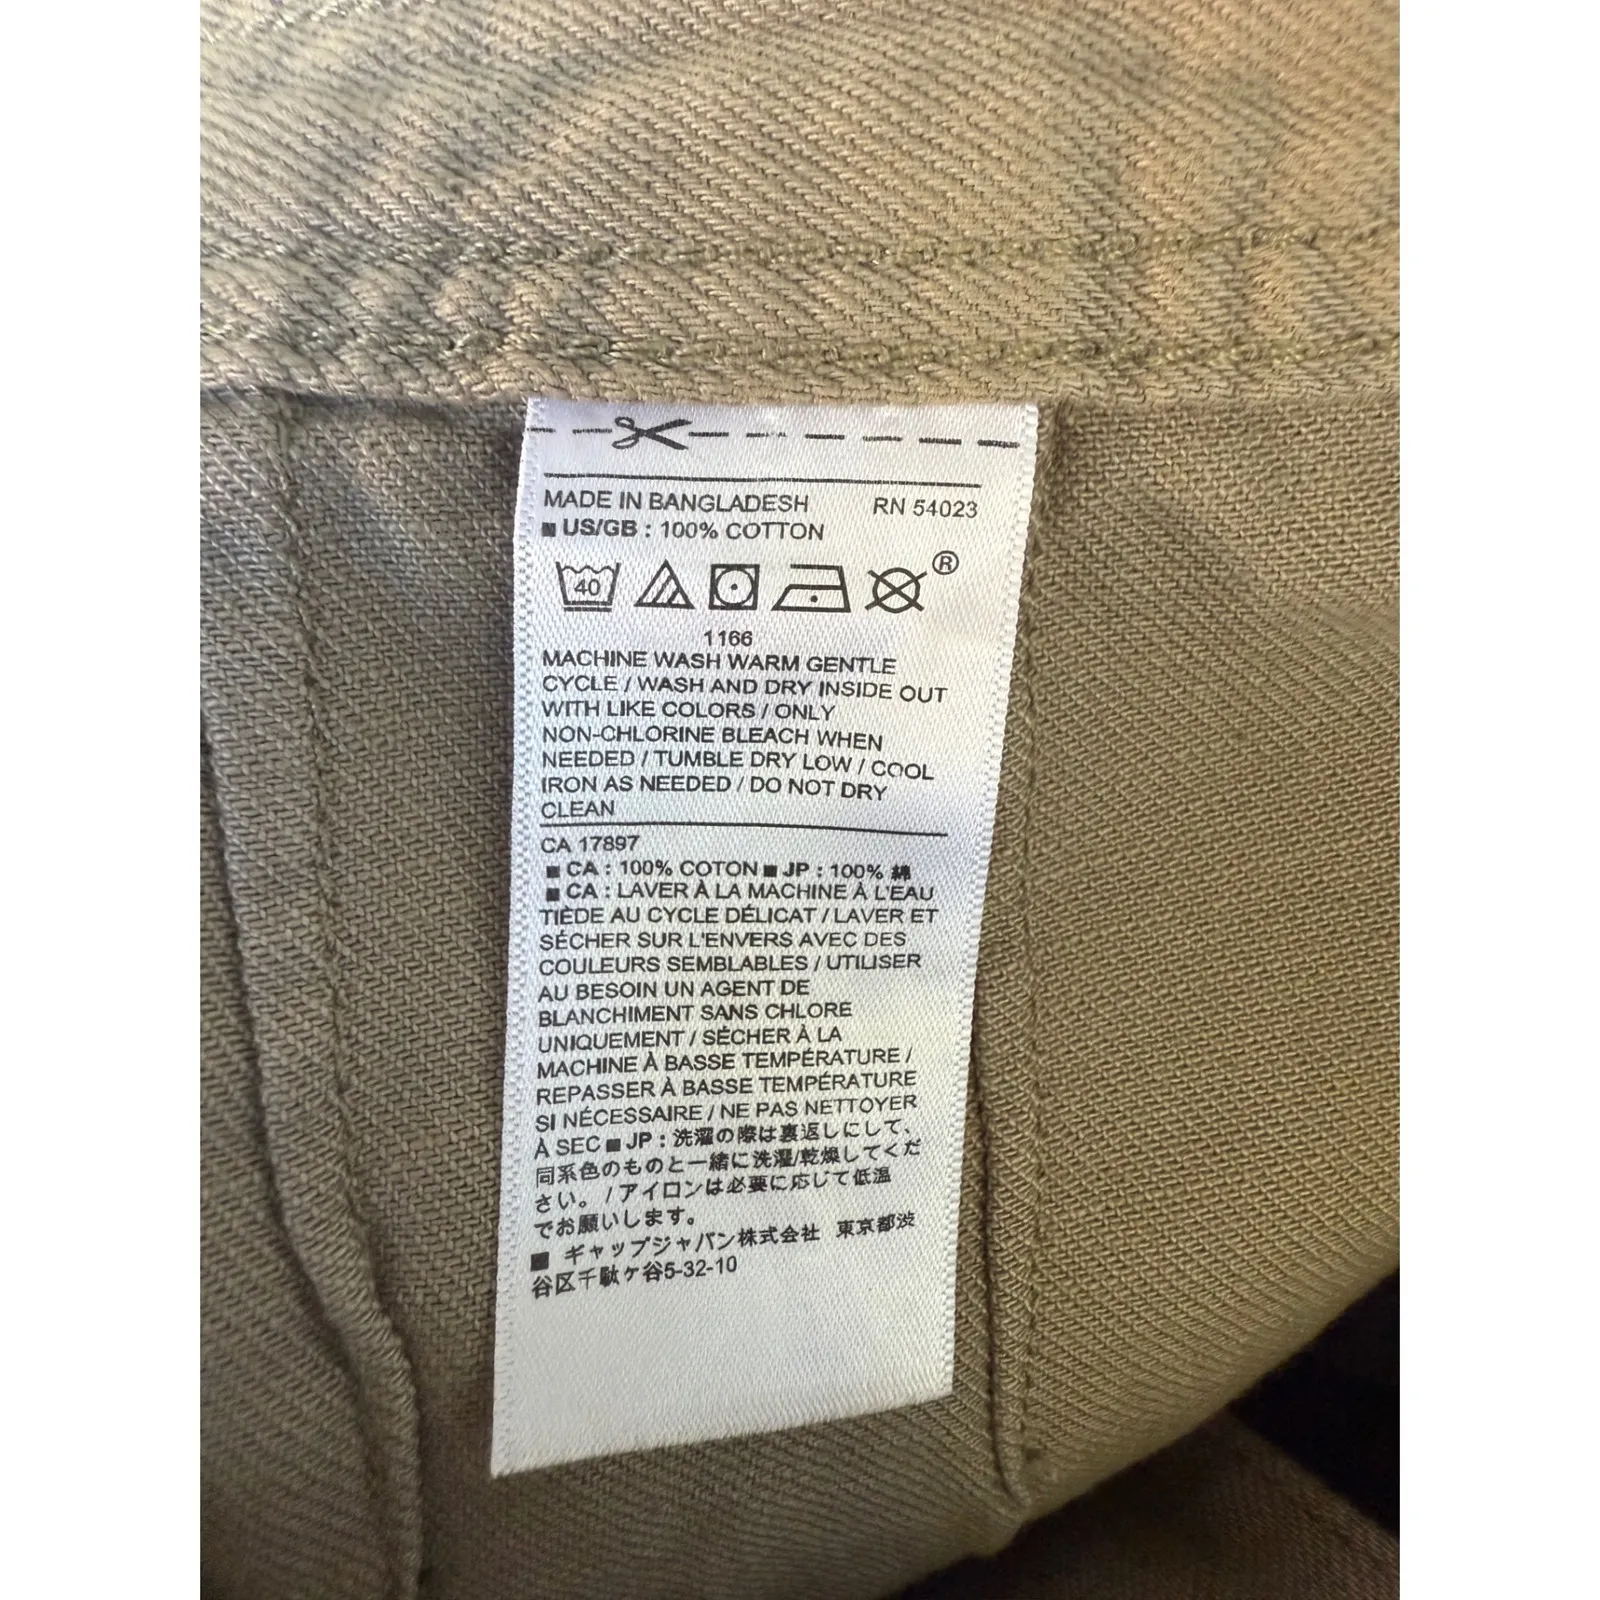 MADE IN BANGLADESH RN 54023
■ US/GB : 100% COTTON
40 ®
1166
MACHINE WASH WARM GENTLE
CYCLE / WASH AND DRY INSIDE OUT
WITH LIKE COLORS / ONLY
NON-CHLORINE BLEACH WHEN
NEEDED / TUMBLE DRY LOW / COOL
IRON AS NEEDED / DO NOT DRY
CLEAN
CA 17897
■ CA : 100% COTON ■ JP : 100% 綿
■ CA : LAVER À LA MACHINE À L'EAU
TIÈDE AU CYCLE DÉLICAT / LAVER ET
SÉCHER SUR L'ENVERS AVEC DES
COULEURS SEMBLABLES / UTILISER
AU BESOIN UN AGENT DE
BLANCHIMENT SANS CHLORE
UNIQUEMENT / SÉCHER À LA
MACHINE À BASSE TEMPÉRATURE /
REPASSER À BASSE TEMPÉRATURE
SI NÉCESSAIRE / NE PAS NETTOYER
À SEC ■ JP : 洗濯の際は裏返しにして、
同系色のものと一緒に洗濯/乾燥してくだ
さい。 / アイロンは必要に応じて低温
でお願いします。
■ ギャップジャパン株式会社 東京都渋
谷区千駄ケ谷5-32-10